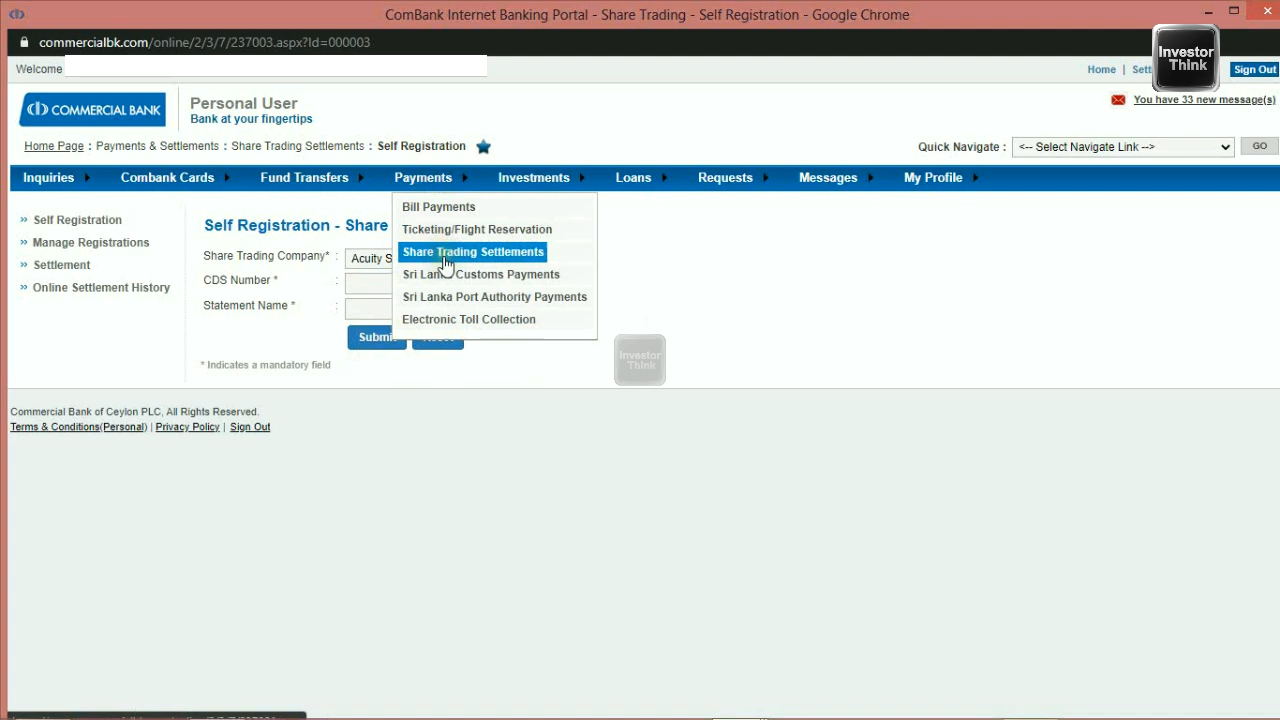 ComBank Internet Banking Portal - Share Trading - Self Registration - Google Chrome
commercialbk.com/online/2/3/7/237003.aspx?Id=000003
Investor
Think
Welcome
Home | Sett
Sign Out
COMMERCIAL BANK
Personal User
Bank at your fingertips
You have 33 new message(s)
Home Page : Payments & Settlements : Share Trading Settlements : Self Registration
Quick Navigate : <-- Select Navigate Link --> GO
Inquiries Combank Cards Fund Transfers Payments Investments Loans Requests Messages My Profile
» Self Registration
» Manage Registrations
» Settlement
» Online Settlement History
Self Registration - Share
Share Trading Company* : Acuity S
CDS Number * :
Statement Name * :
Submit
* Indicates a mandatory field
Bill Payments
Ticketing/Flight Reservation
Share Trading Settlements
Sri Lanka Customs Payments
Sri Lanka Port Authority Payments
Electronic Toll Collection
Investor
Think
Commercial Bank of Ceylon PLC, All Rights Reserved.
Terms & Conditions(Personal) | Privacy Policy | Sign Out